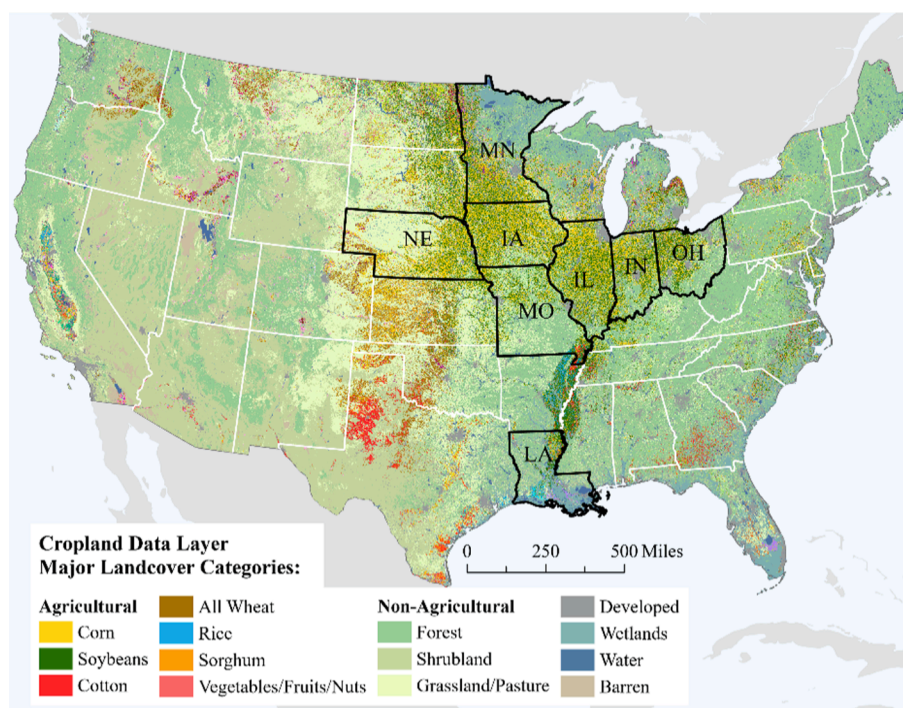 MN
NE
IA
IL
IN
OH
MO
LA
0 250 500 Miles
Cropland Data Layer
Major Landcover Categories:
Agricultural
Corn
Soybeans
Cotton
All Wheat
Rice
Sorghum
Vegetables/Fruits/Nuts
Non-Agricultural
Forest
Shrubland
Grassland/Pasture
Developed
Wetlands
Water
Barren